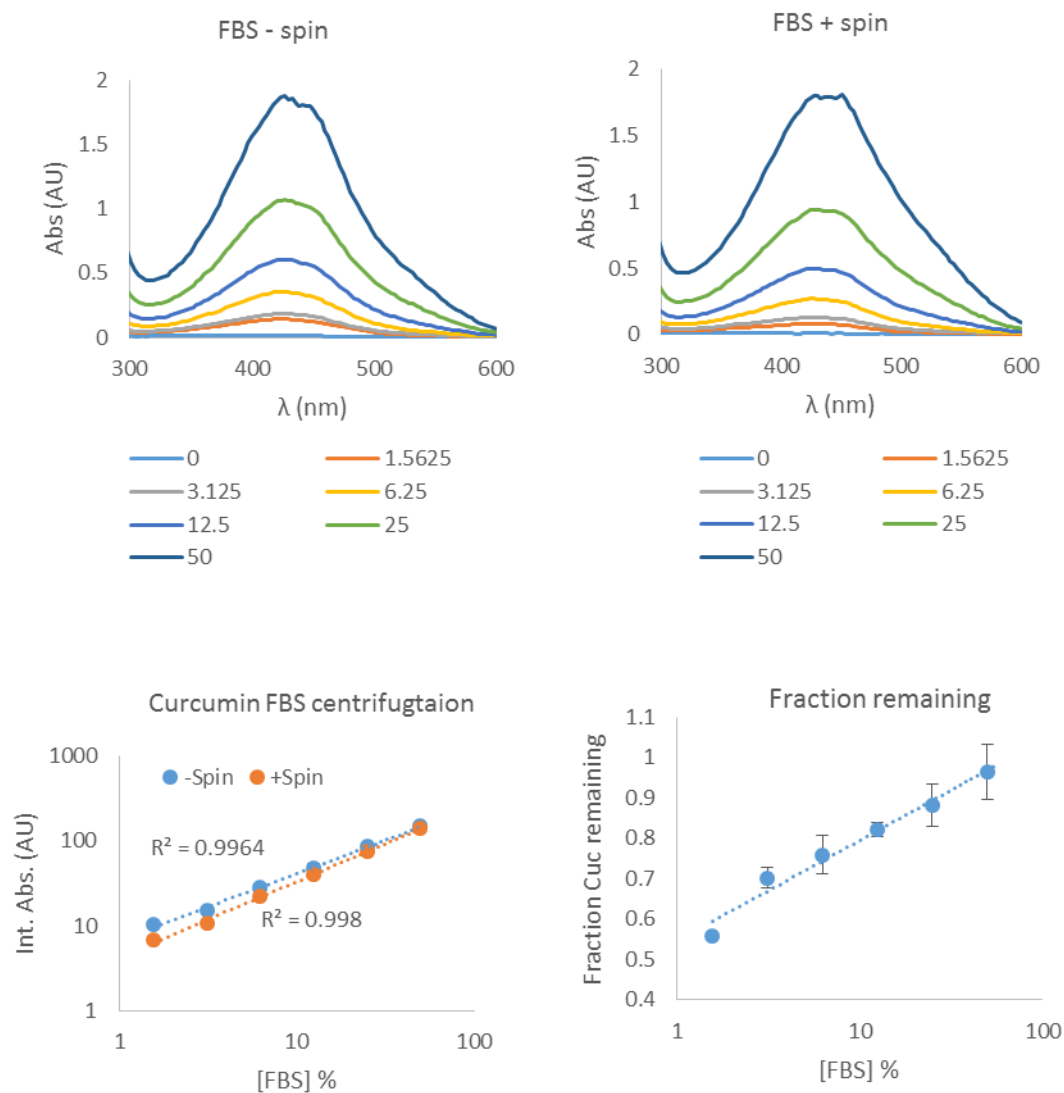 FBS - spin
2
1.5
1
0.5
0
Abs (AU)
300 400 500 600
λ (nm)
0 1.5625
3.125 6.25
12.5 25
50
FBS + spin
2
1.5
1
0.5
0
Abs (AU)
300 400 500 600
λ (nm)
0 1.5625
3.125 6.25
12.5 25
50
Curcumin FBS centrifugtaion
1000
100
10
1
Int. Abs. (AU)
-Spin +Spin
R² = 0.9964
R² = 0.998
1 10 100
[FBS] %
Fraction remaining
1.1
1
0.9
0.8
0.7
0.6
0.5
0.4
Fraction Cuc remaining
1 10 100
[FBS] %